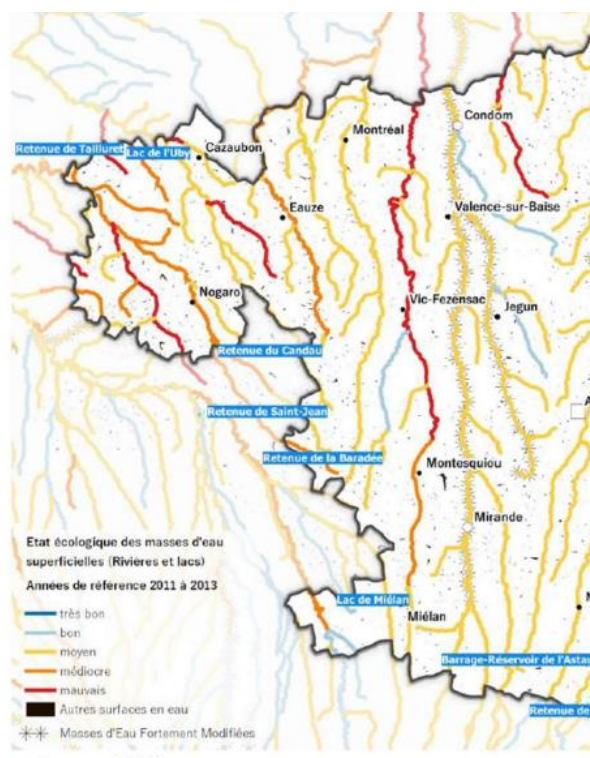 Condom
Montréal
Cazaubon
Retenue de Tailluret
Lac de l'Uby
Eauze
Valence-sur-Baise
Nogaro
Vic-Fezensac
Jegun
Retenue du Candau
Retenue de Saint-Jean
Retenue de la Baradée
Montesquiou
Mirande
Lac de Miélan
Miélan
Barrage-Réservoir de l'Astar
Retenue de
Etat écologique des masses d'eau
superficielles (Rivières et lacs)
Années de référence 2011 à 2013
très bon
bon
moyen
médiocre
mauvais
Autres surfaces en eau
Masses d'Eau Fortement Modifiées